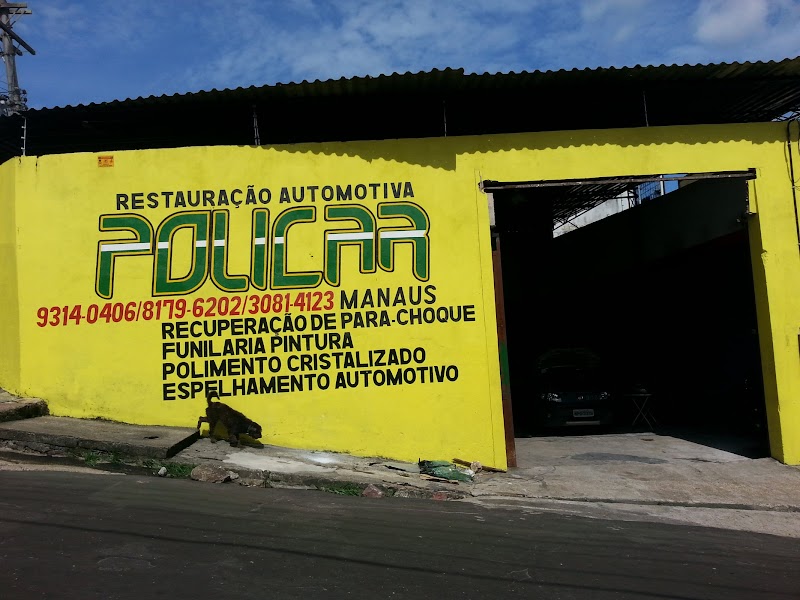 RESTAURAÇÃO AUTOMOTIVA
POLICAR
9314-0406/8179-6202/3081-4123 MANAUS
RECUPERAÇÃO DE PARA-CHOQUE
FUNILARIA PINTURA
POLIMENTO CRISTALIZADO
ESPELHAMENTO AUTOMOTIVO